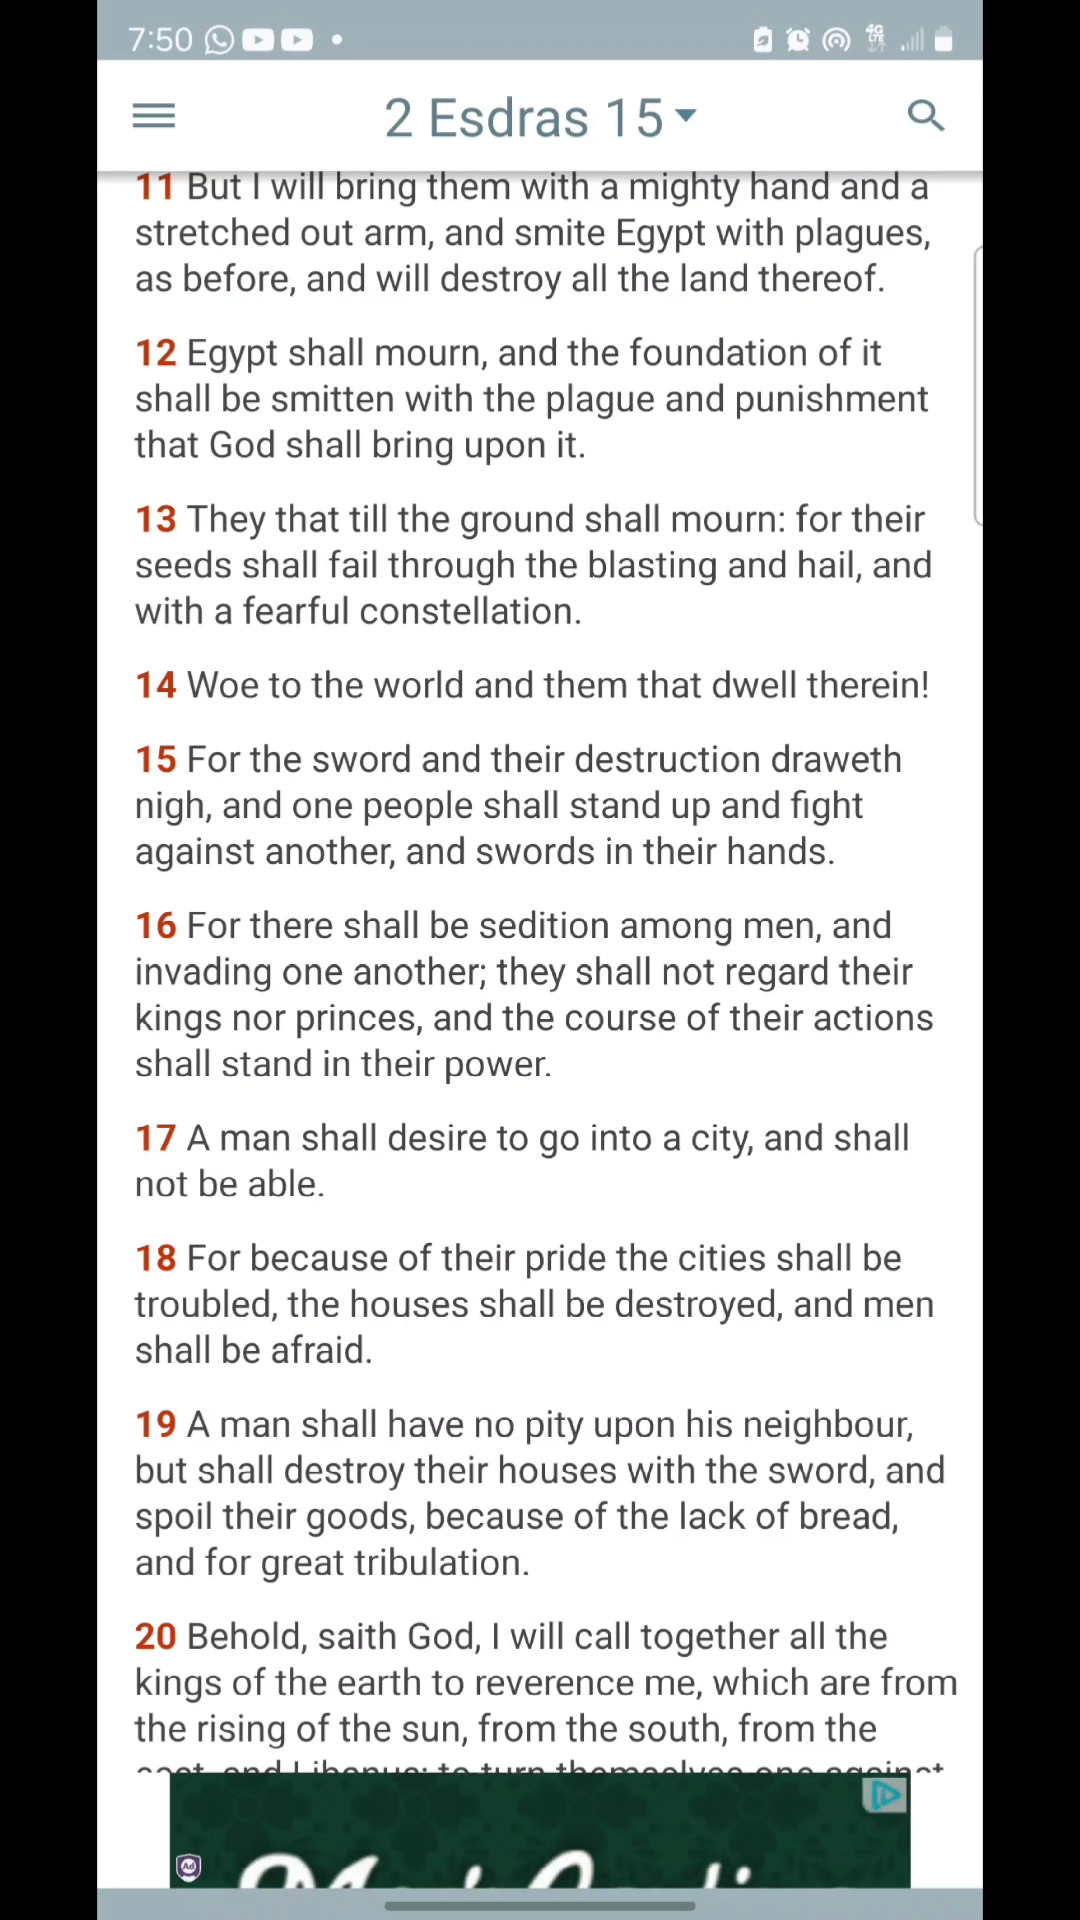 7:50
4G
LTE
2 Esdras 15
11 But I will bring them with a mighty hand and a
stretched out arm, and smite Egypt with plagues,
as before, and will destroy all the land thereof.
12 Egypt shall mourn, and the foundation of it
shall be smitten with the plague and punishment
that God shall bring upon it.
13 They that till the ground shall mourn: for their
seeds shall fail through the blasting and hail, and
with a fearful constellation.
14 Woe to the world and them that dwell therein!
15 For the sword and their destruction draweth
nigh, and one people shall stand up and fight
against another, and swords in their hands.
16 For there shall be sedition among men, and
invading one another; they shall not regard their
kings nor princes, and the course of their actions
shall stand in their power.
17 A man shall desire to go into a city, and shall
not be able.
18 For because of their pride the cities shall be
troubled, the houses shall be destroyed, and men
shall be afraid.
19 A man shall have no pity upon his neighbour,
but shall destroy their houses with the sword, and
spoil their goods, because of the lack of bread,
and for great tribulation.
20 Behold, saith God, I will call together all the
kings of the earth to reverence me, which are from
the rising of the sun, from the south, from the
east, and Libanus; to turn themselves one against
Ad